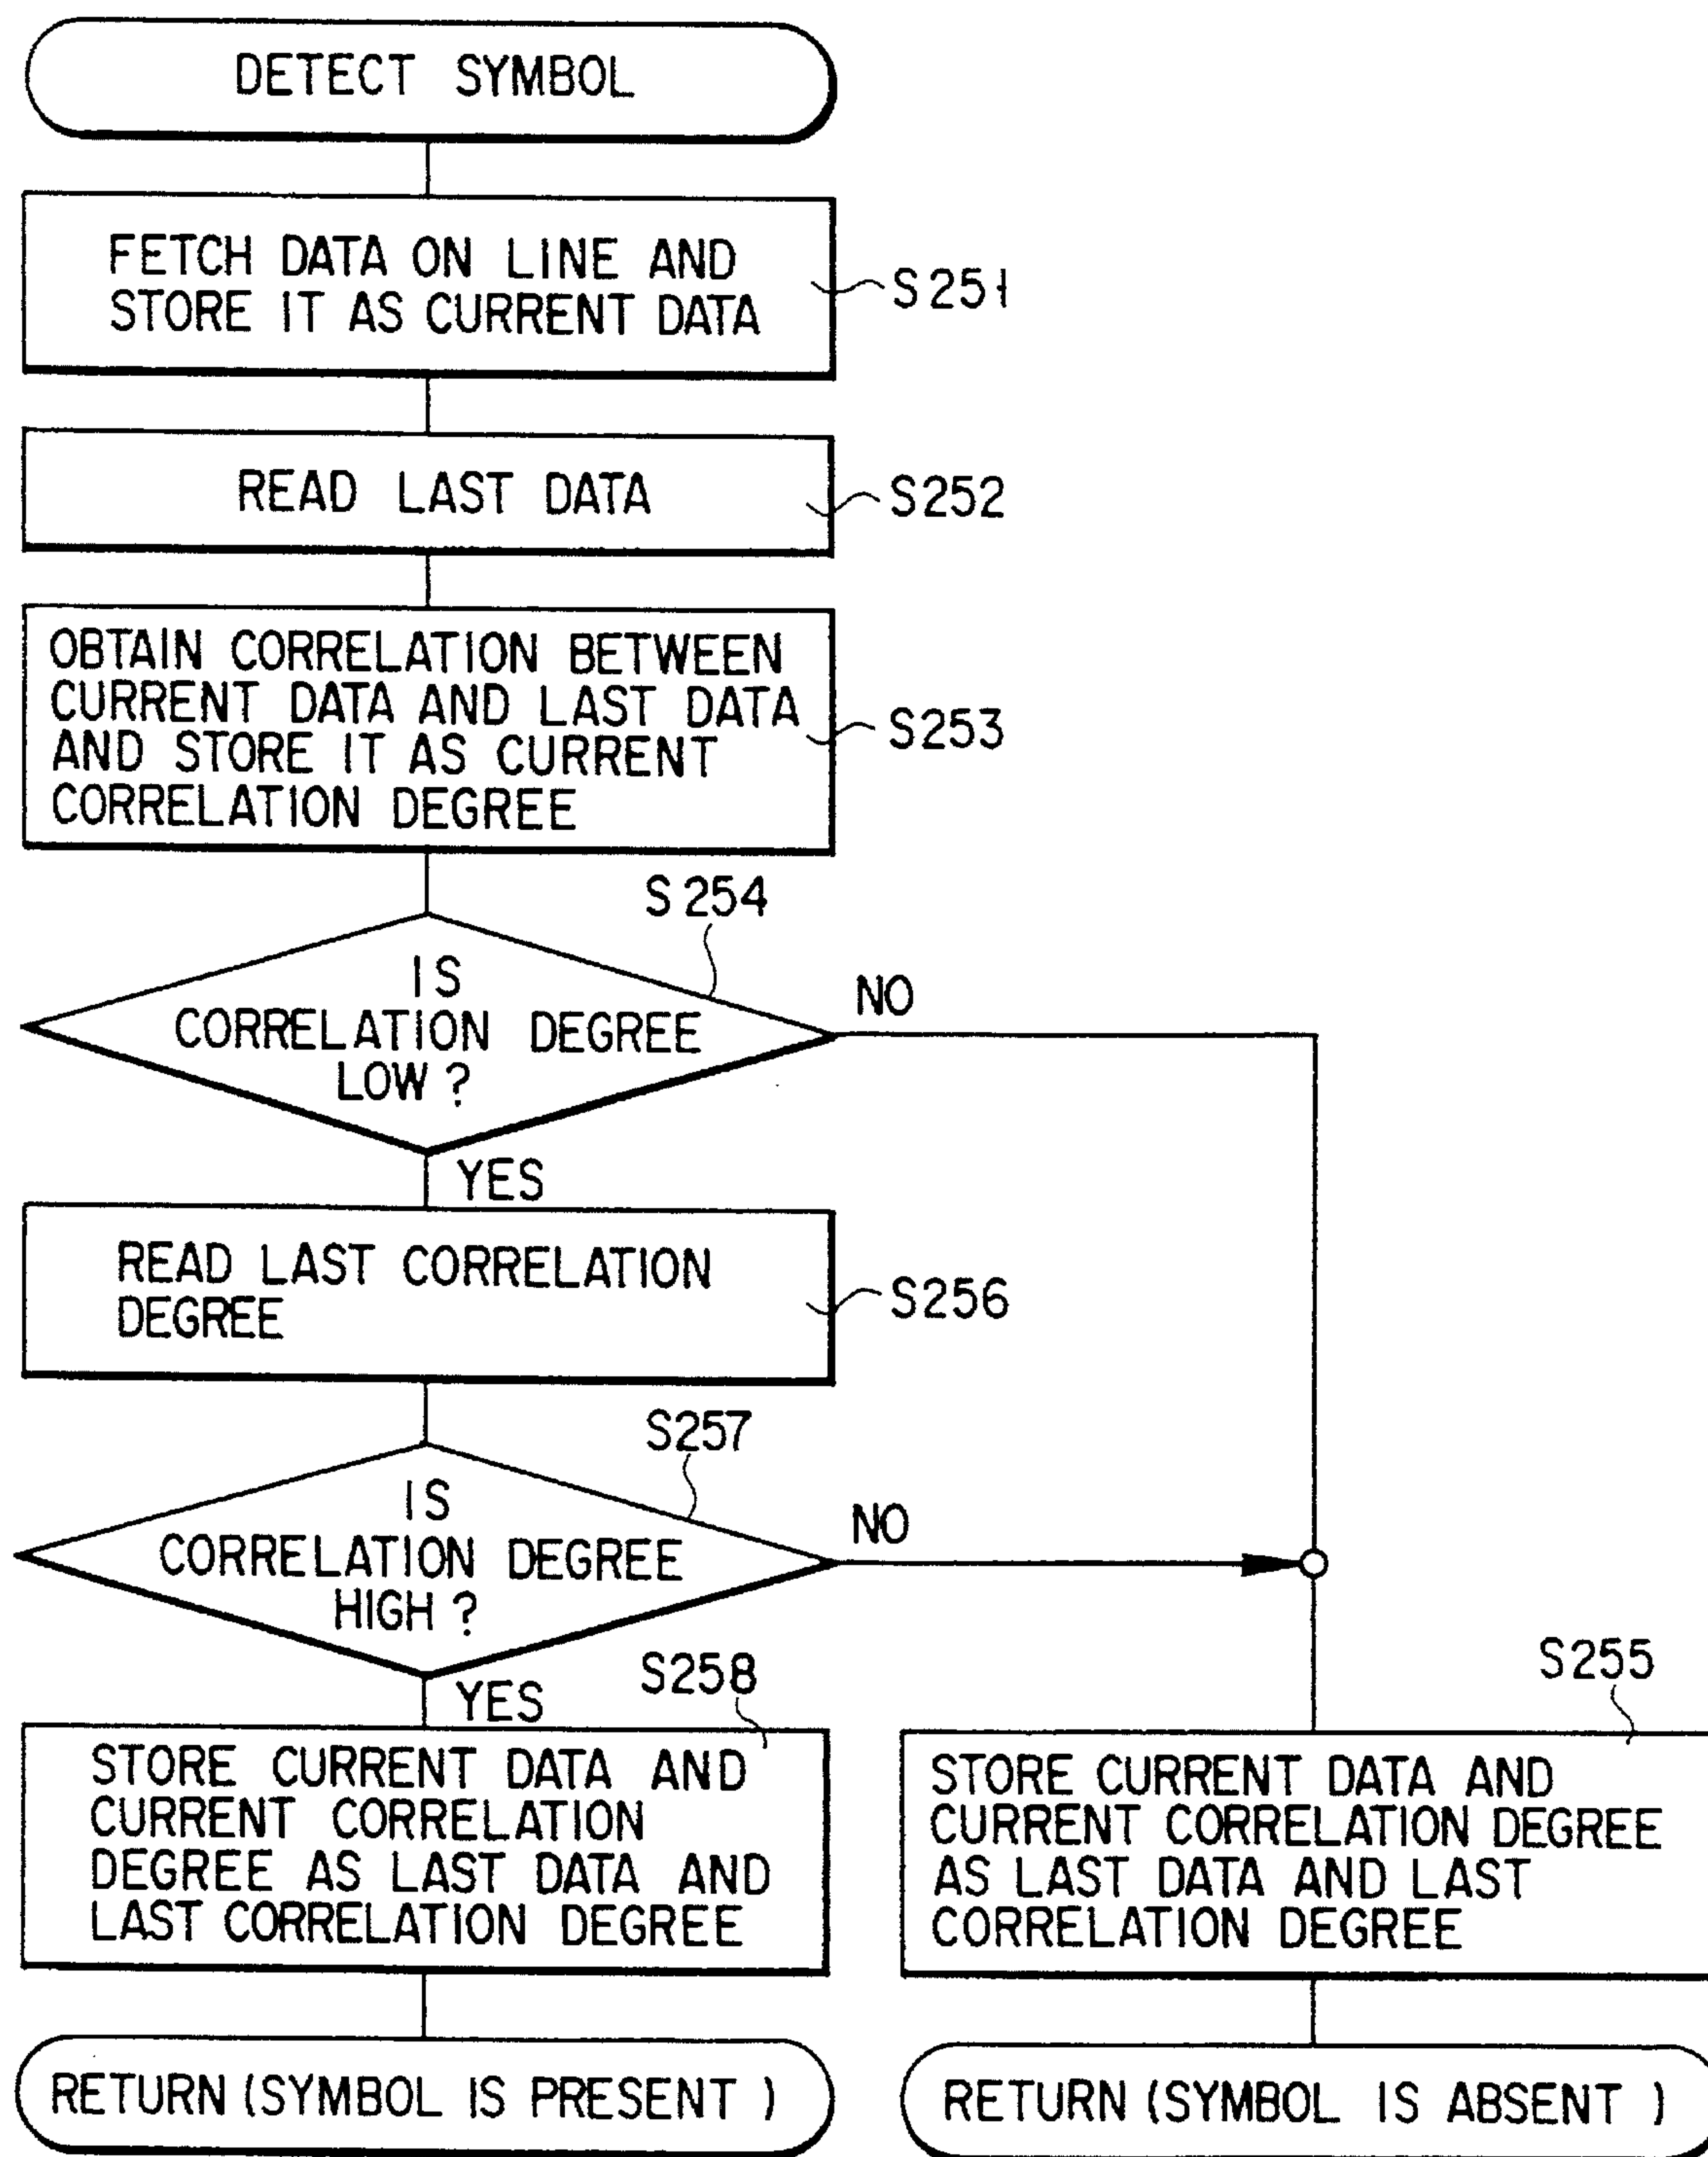 DETECT SYMBOL
FETCH DATA ON LINE AND
STORE IT AS CURRENT DATA
S251
READ LAST DATA
S252
OBTAIN CORRELATION BETWEEN
CURRENT DATA AND LAST DATA
AND STORE IT AS CURRENT
CORRELATION DEGREE
S253
S254
IS
CORRELATION DEGREE
LOW ?
NO
YES
READ LAST CORRELATION
DEGREE
S256
S257
IS
CORRELATION DEGREE
HIGH ?
NO
YES
S258
STORE CURRENT DATA AND
CURRENT CORRELATION
DEGREE AS LAST DATA AND
LAST CORRELATION DEGREE
S255
STORE CURRENT DATA AND
CURRENT CORRELATION DEGREE
AS LAST DATA AND LAST
CORRELATION DEGREE
RETURN (SYMBOL IS PRESENT )
RETURN (SYMBOL IS ABSENT )